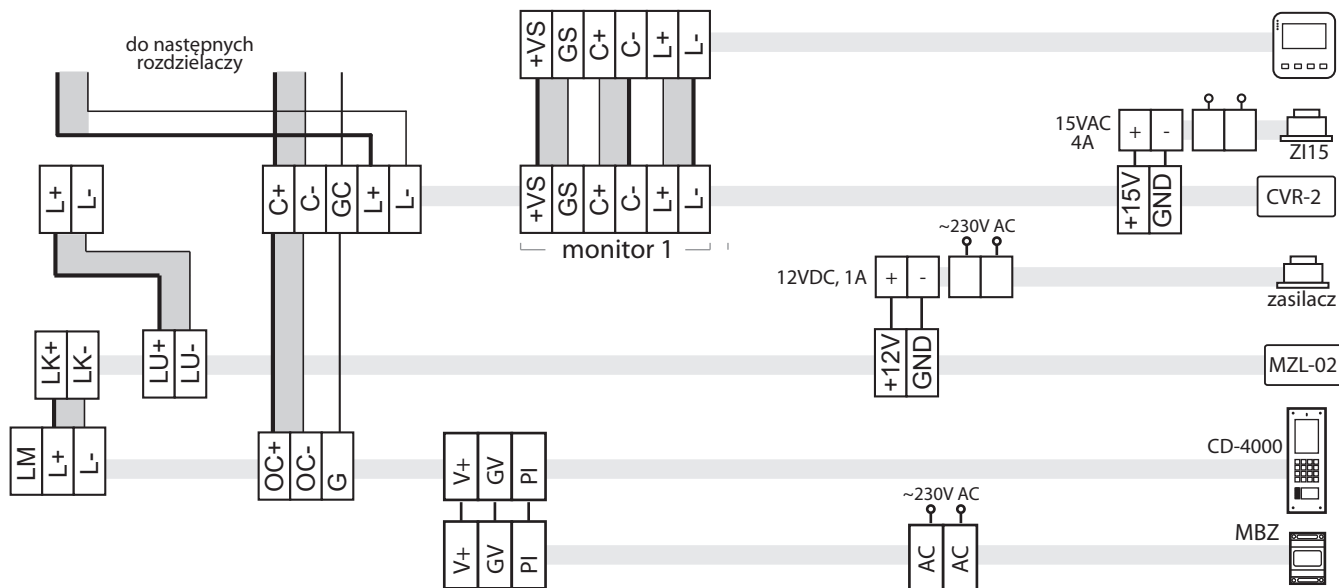 do następnych
rozdzielaczy
+VS GS C+ C- L+ L-
15VAC
4A
+ -
ZI15
L+ L-
C+ C- GC L+ L-
+VS GS C+ C- L+ L-
+15V GND
CVR-2
monitor 1
~230V AC
12VDC, 1A
+ -
zasilacz
LK+ LK-
LU+ LU-
+12V GND
MZL-02
LM L+ L-
OC+ OC- G
V+ GV PI
CD-4000
~230V AC
V+ GV PI
AC AC
MBZ